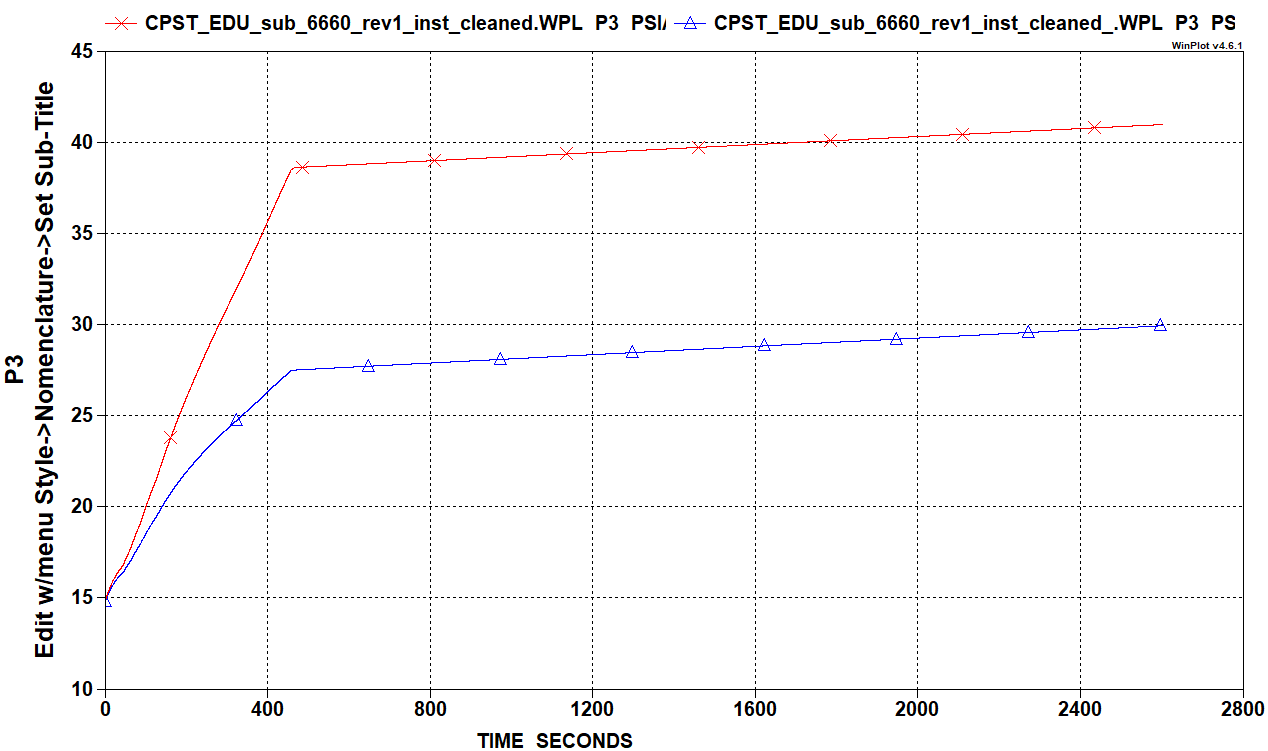 CPST_EDU_sub_6660_rev1_inst_cleaned.WPL P3 PSIA CPST_EDU_sub_6660_rev1_inst_cleaned_.WPL P3 PS
WinPlot v4.6.1
P3
Edit w/menu Style->Nomenclature->Set Sub-Title
45
40
35
30
25
20
15
10
0 400 800 1200 1600 2000 2400 2800
TIME SECONDS